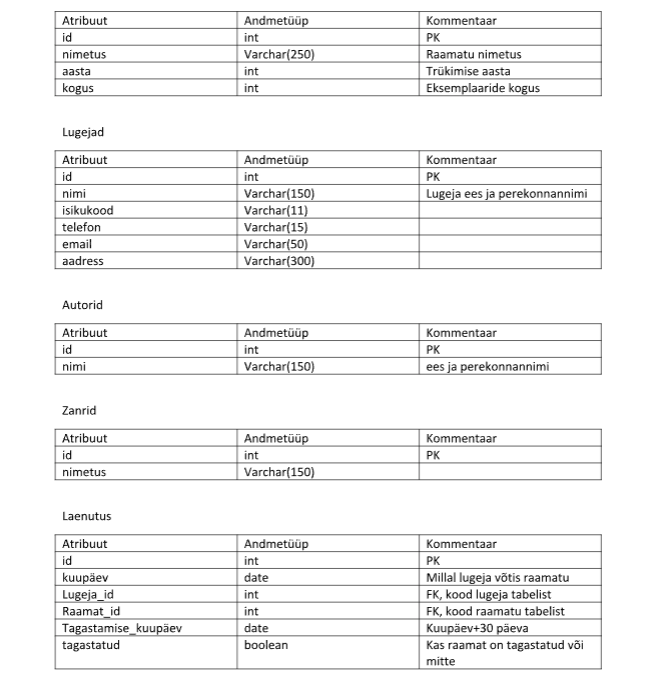 Atribuut Andmetüüp Kommentaar
id int PK
nimetus Varchar(250) Raamatu nimetus
aasta int Trükimise aasta
kogus int Eksemplaaride kogus
Lugejad
Atribuut Andmetüüp Kommentaar
id int PK
nimi Varchar(150) Lugeja ees ja perekonnannimi
isikukood Varchar(11)
telefon Varchar(15)
email Varchar(50)
aadress Varchar(300)
Autorid
Atribuut Andmetüüp Kommentaar
id int PK
nimi Varchar(150) ees ja perekonnannimi
Zanrid
Atribuut Andmetüüp Kommentaar
id int PK
nimetus Varchar(150)
Laenutus
Atribuut Andmetüüp Kommentaar
id int PK
kuupäev date Millal lugeja võtis raamatu
Lugeja_id int FK, kood lugeja tabelist
Raamat_id int FK, kood raamatu tabelist
Tagastamise_kuupäev date Kuupäev+30 päeva
tagastatud boolean Kas raamat on tagastatud või
mitte